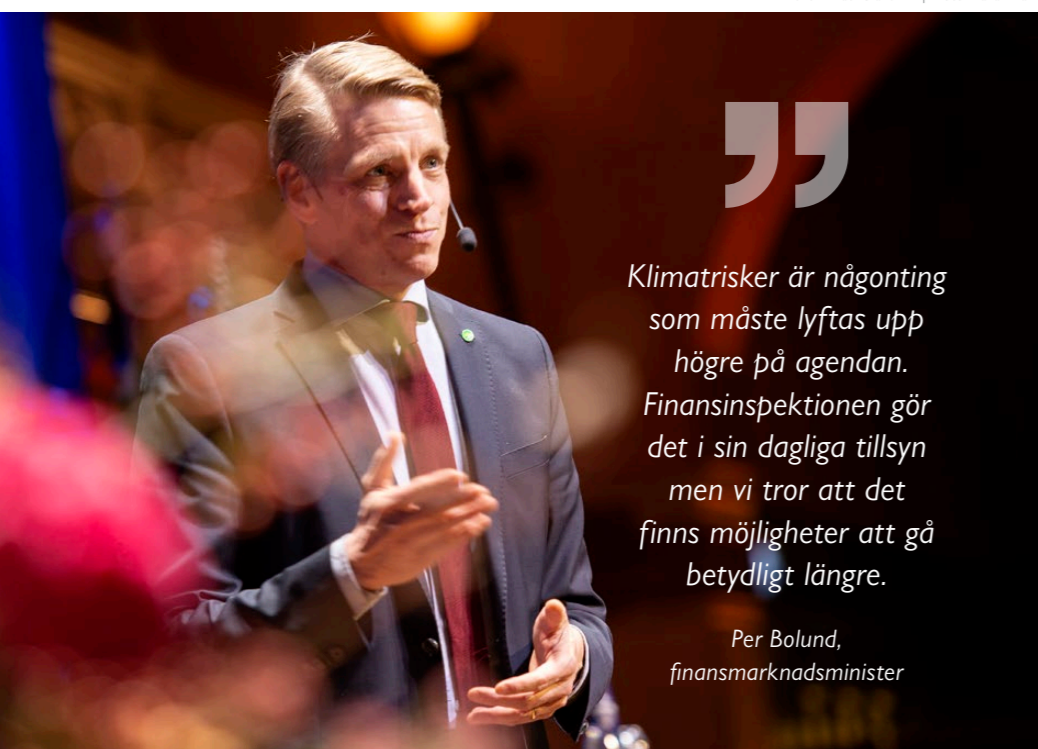 ”
Klimatrisker är någonting
som måste lyftas upp
högre på agendan.
Finansinspektionen gör
det i sin dagliga tillsyn
men vi tror att det
finns möjligheter att gå
betydligt längre.
Per Bolund,
finansmarknadsminister